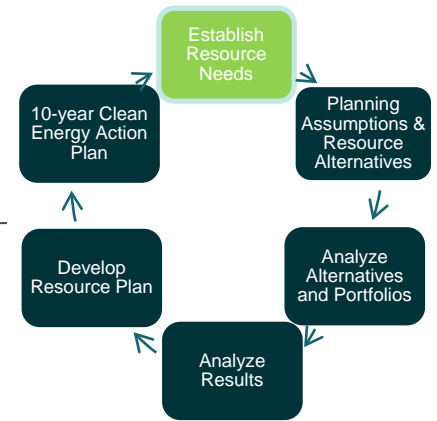 Establish
Resource
Needs
Planning
Assumptions &
Resource
Alternatives
Analyze
Alternatives
and Portfolios
Analyze
Results
Develop
Resource Plan
10-year Clean
Energy Action
Plan